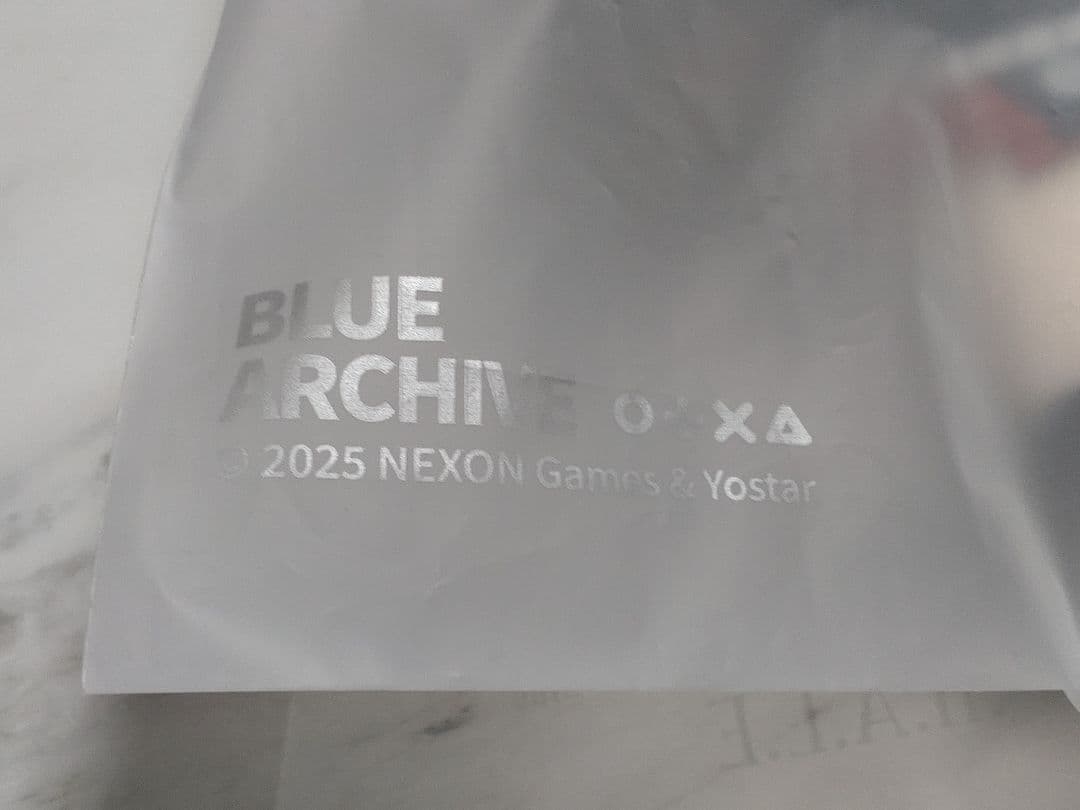 BLUE
ARCHIVE
© 2025 NEXON Games & Yostar